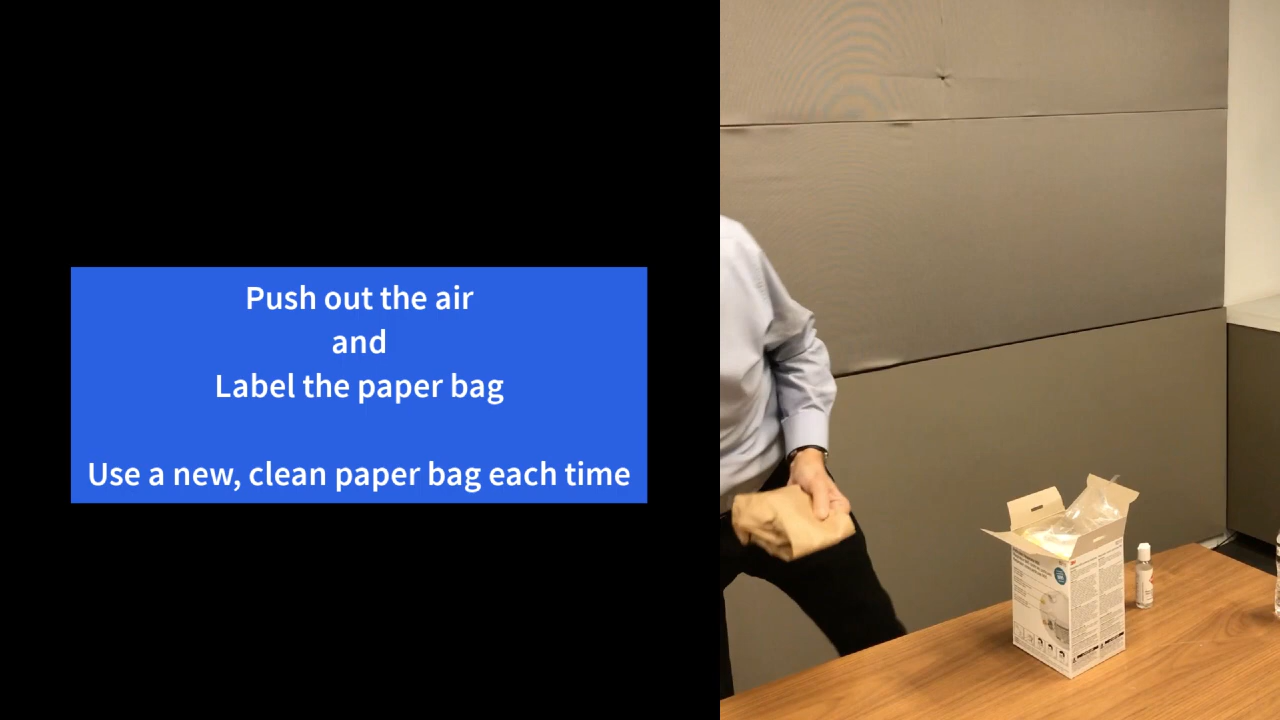 Push out the air
and
Label the paper bag
Use a new, clean paper bag each time